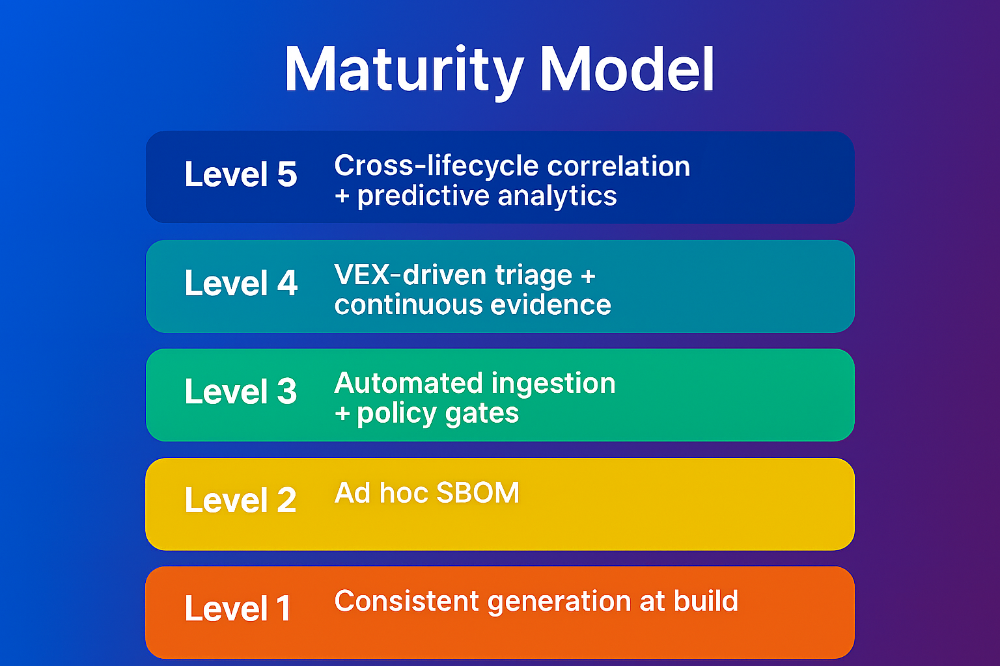 Maturity Model
Level 5
Cross-lifecycle correlation
+ predictive analytics
Level 4
VEX-driven triage +
continuous evidence
Level 3
Automated ingestion
+ policy gates
Level 2
Ad hoc SBOM
Level 1
Consistent generation at build